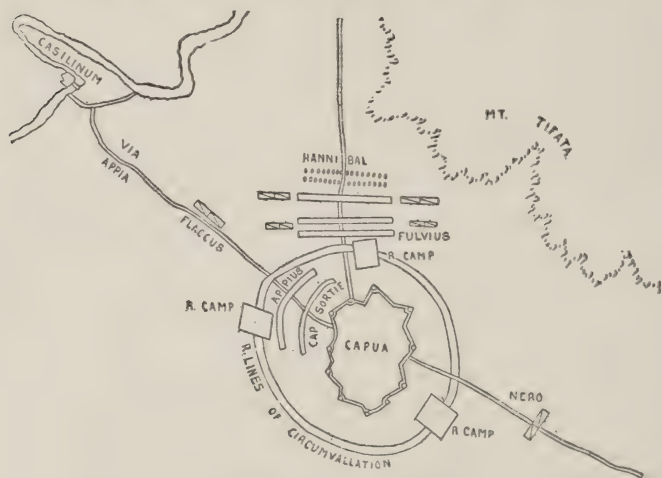 CASILINUM
MT. TIFATA
VIA
APPIA
HANNIBAL
FLACCUS
FULVIUS
R. CAMP
APPIUS
CAP SORTIE
R. CAMP
CAPUA
NERO
R. CAMP
R. LINES OF CIRCUMVALLATION